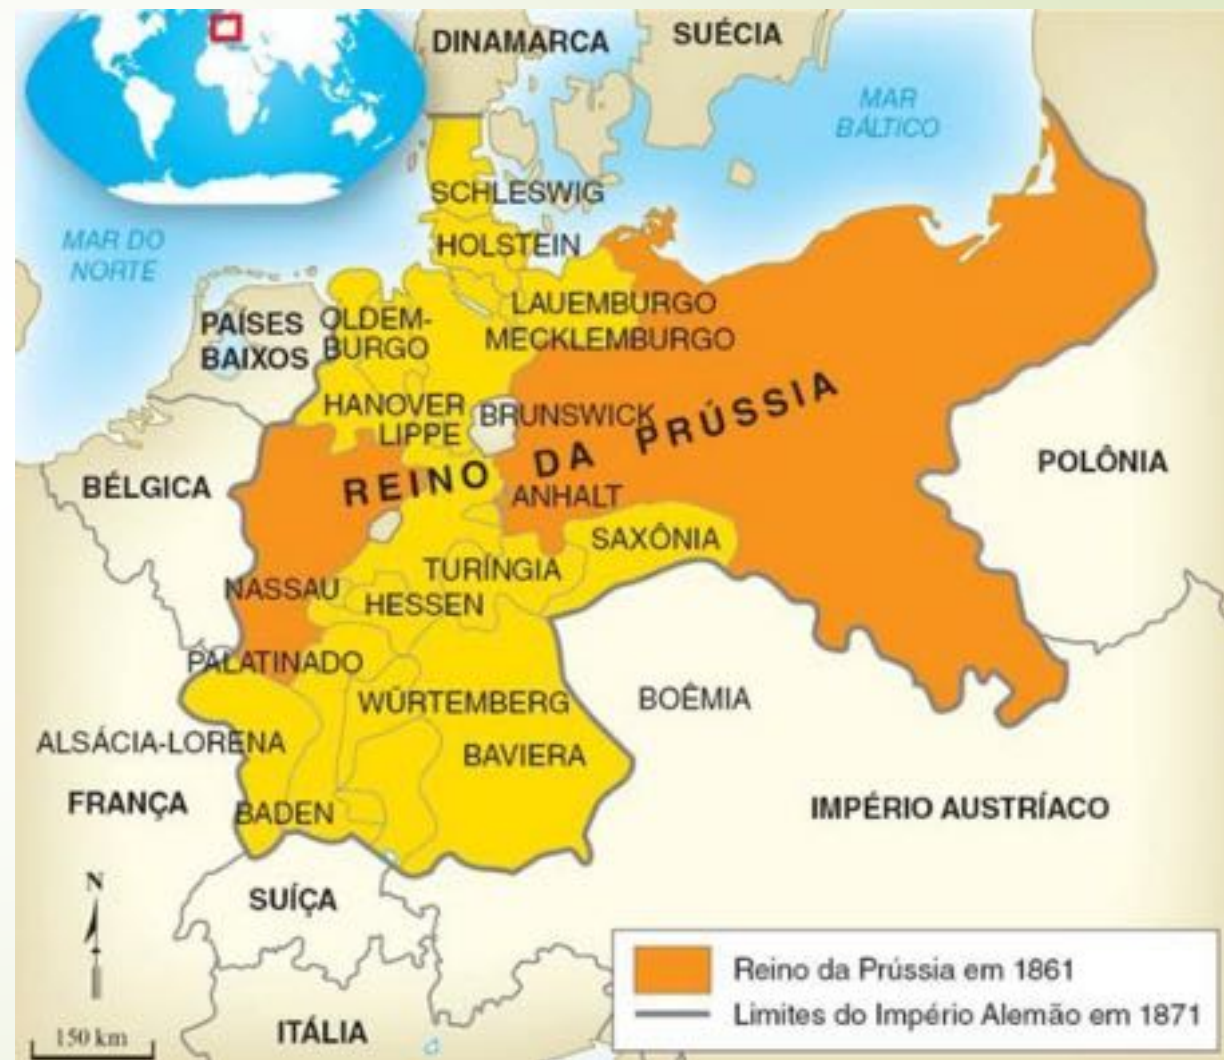 DINAMARCA
SUÉCIA
MAR
BÁLTICO
SCHLESWIG
MAR DO
NORTE
HOLSTEIN
LAUEMBURGO
PAÍSES
BAIXOS
OLDEM-
BURGO
MECKLEMBURGO
HANOVER
LIPPE
BRUNSWICK
REINO DA PRÚSSIA
POLÔNIA
BÉLGICA
ANHALT
SAXÔNIA
TURÍNGIA
NASSAU
HESSEN
PALATINADO
WÜRTEMBERG
BOÊMIA
ALSÁCIA-LORENA
BAVIERA
FRANÇA
BADEN
IMPÉRIO AUSTRÍACO
N
SUÍÇA
ITÁLIA
150 km
Reino da Prússia em 1861
Limites do Império Alemão em 1871